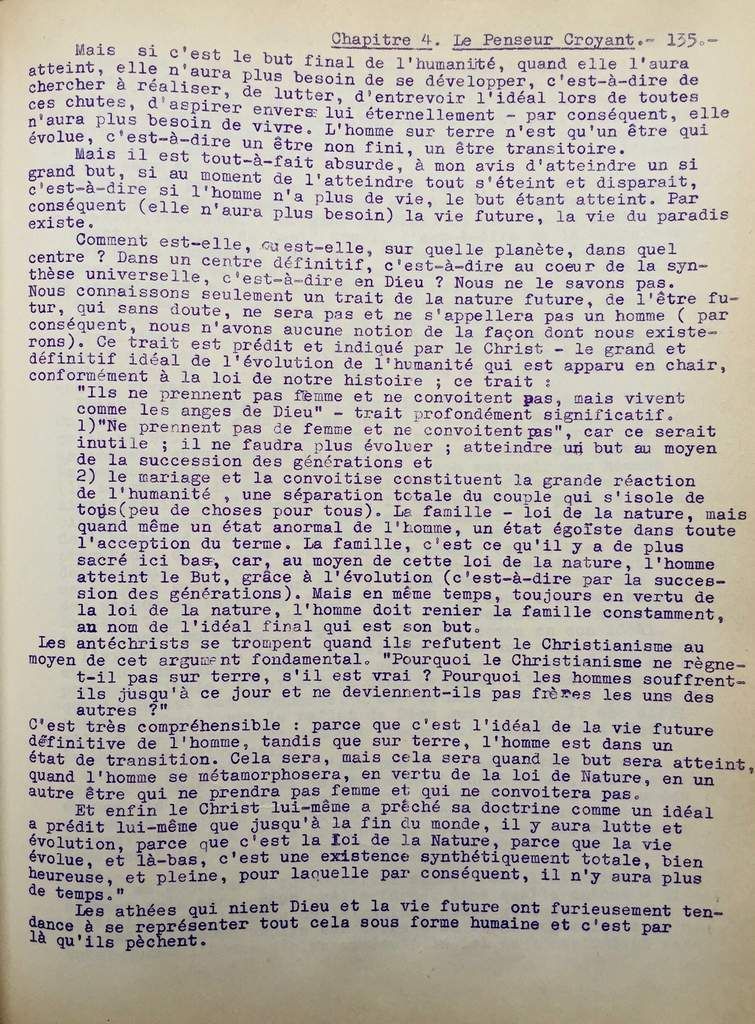 Chapitre 4. Le Penseur Croyant.- 135.-
Mais si c'est le but final de l'humanité, quand elle l'aura
atteint, elle n'aura plus besoin de se développer, c'est-à-dire de
chercher à réaliser, de lutter, d'entrevoir l'idéal lors de toutes
ces chutes, d'aspirer envers lui éternellement - par conséquent, elle
n'aura plus besoin de vivre. L'homme sur terre n'est qu'un être qui
évolue, c'est-à-dire un être non fini, un être transitoire.
Mais il est tout-à-fait absurde, à mon avis d'atteindre un si
grand but, si au moment de l'atteindre tout s'éteint et disparait,
c'est-à-dire si l'homme n'a plus de vie, le but étant atteint. Par
conséquent (elle n'aura plus besoin) la vie future, la vie du paradis
existe.
Comment est-elle, ou est-elle, sur quelle planète, dans quel
centre ? Dans un centre définitif, c'est-à-dire au coeur de la syn-
thèse universelle, c'est-à-dire en Dieu ? Nous ne le savons pas.
Nous connaissons seulement un trait de la nature future, de l'être fu-
tur, qui sans doute, ne sera pas et ne s'appellera pas un homme ( par
conséquent, nous n'avons aucune notion de la façon dont nous existe-
rons). Ce trait est prédit et indiqué par le Christ - le grand et
définitif idéal de l'évolution de l'humanité qui est apparu en chair,
conformément à la loi de notre histoire ; ce trait :
"Ils ne prennent pas femme et ne convoitent pas, mais vivent
comme les anges de Dieu" - trait profondément significatif.
1)"Ne prennent pas de femme et ne convoitent pas", car ce serait
inutile ; il ne faudra plus évoluer ; atteindre un but au moyen
de la succession des générations et
2) le mariage et la convoitise constituent la grande réaction
de l'humanité , une séparation totale du couple qui s'isole de
tous(peu de choses pour tous). La famille - loi de la nature, mais
quand même un état anormal de l'homme, un état égoïste dans toute
l'acception du terme. La famille, c'est ce qu'il y a de plus
sacré ici bas, car, au moyen de cette loi de la nature, l'homme
atteint le But, grâce à l'évolution (c'est-à-dire par la succes-
sion des générations). Mais en même temps, toujours en vertu de
la loi de la nature, l'homme doit renier la famille constamment,
au nom de l'idéal final qui est son but.
Les antéchrists se trompent quand ils refutent le Christianisme au
moyen de cet argument fondamental. "Pourquoi le Christianisme ne règne-
t-il pas sur terre, s'il est vrai ? Pourquoi les hommes souffrent-
ils jusqu'à ce jour et ne deviennent-ils pas frères les uns des
autres ?"
C'est très compréhensible : parce que c'est l'idéal de la vie future
définitive de l'homme, tandis que sur terre, l'homme est dans un
état de transition. Cela sera, mais cela sera quand le but sera atteint,
quand l'homme se métamorphosera, en vertu de la loi de Nature, en un
autre être qui ne prendra pas femme et qui ne convoitera pas.
Et enfin le Christ lui-même a prêché sa doctrine comme un idéal
a prédit lui-même que jusqu'à la fin du monde, il y aura lutte et
évolution, parce que c'est la loi de la Nature, parce que la vie
évolue, et là-bas, c'est une existence synthétiquement totale, bien
heureuse, et pleine, pour laquelle par conséquent, il n'y aura plus
de temps."
Les athées qui nient Dieu et la vie future ont furieusement ten-
dance à se représenter tout cela sous forme humaine et c'est par
là qu'ils pèchent.